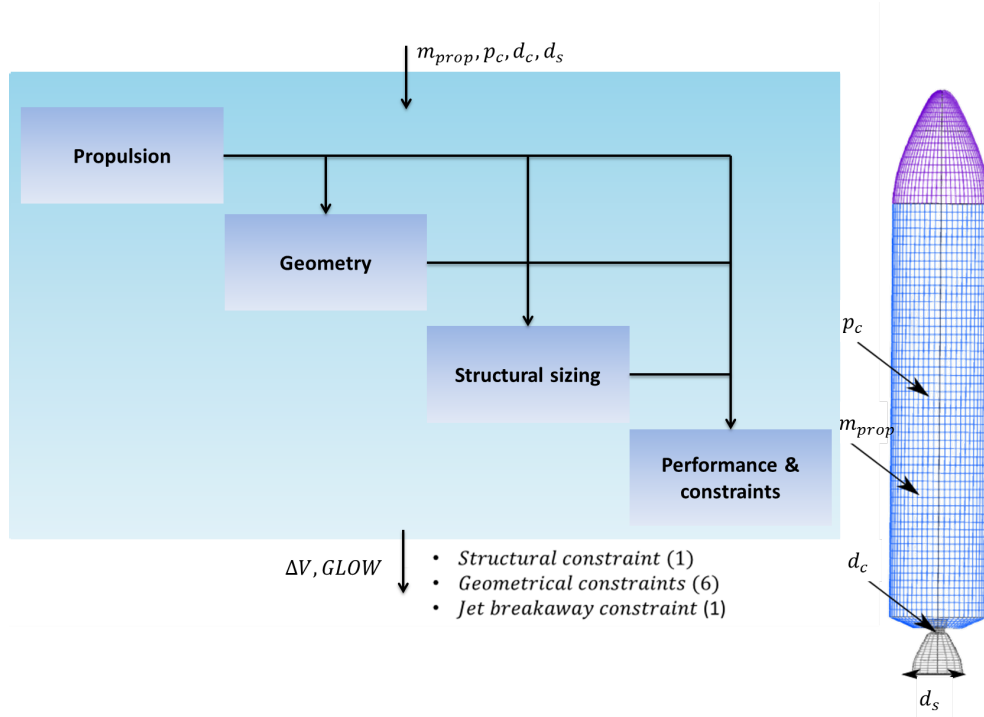 m_prop, p_c, d_c, d_s
Propulsion
Geometry
Structural sizing
Performance &
constraints
ΔV, GLOW
• Structural constraint (1)
• Geometrical constraints (6)
• Jet breakaway constraint (1)
p_c
m_prop
d_c
d_s